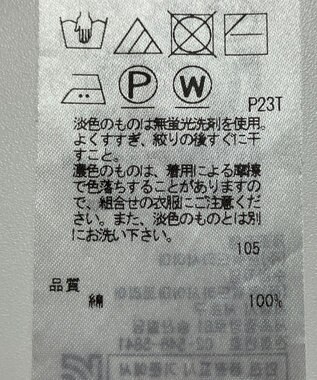 P
W
P23T
淡色のものは無蛍光洗剤を使用。
よくすすぎ、絞りの後すぐに干
すこと。
濃色のものは、着用による摩擦
で色落ちすることがありますの
で、組合せの衣服にご注意くだ
さい。また、淡色のものとは別
にお洗い下さい。
105
品質
綿 100%